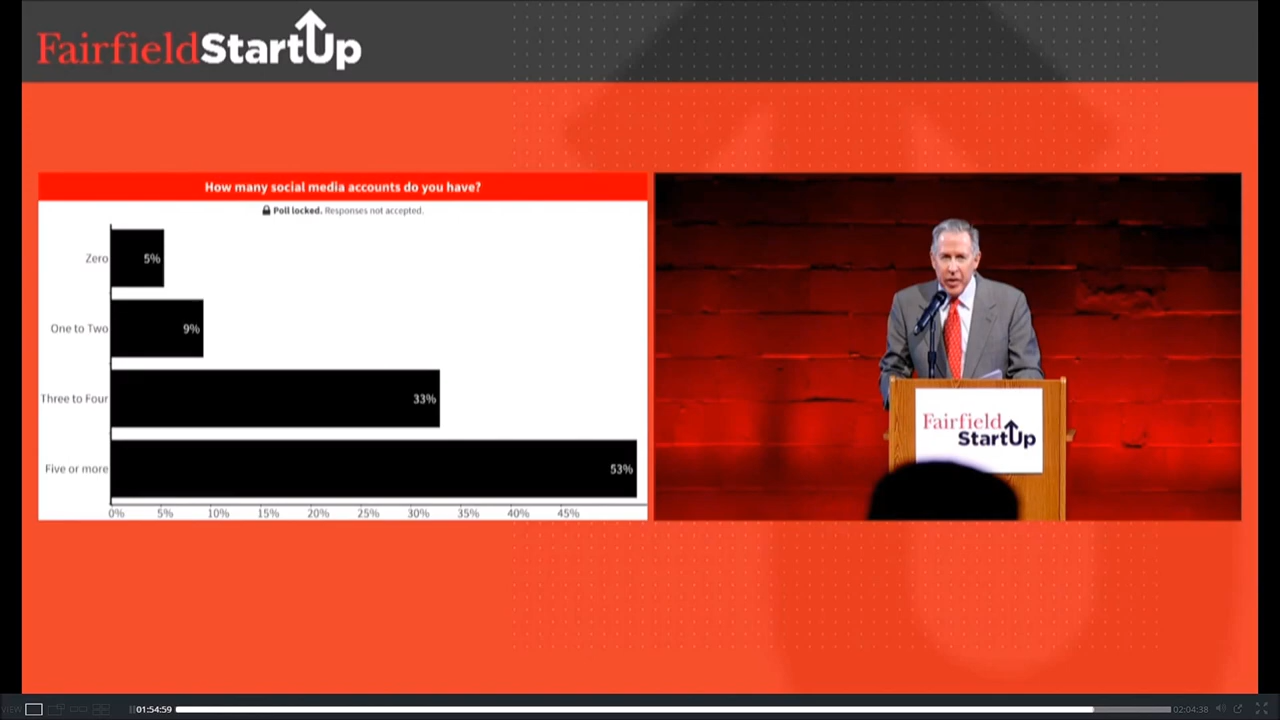 FairfieldStartUp
How many social media accounts do you have?
Poll locked. Responses not accepted.
Zero 5%
One to Two 9%
Three to Four 33%
Five or more 53%
0% 5% 10% 15% 20% 25% 30% 35% 40% 45%
Fairfield
StartUp
VIEW 01:54:59 02:04:38